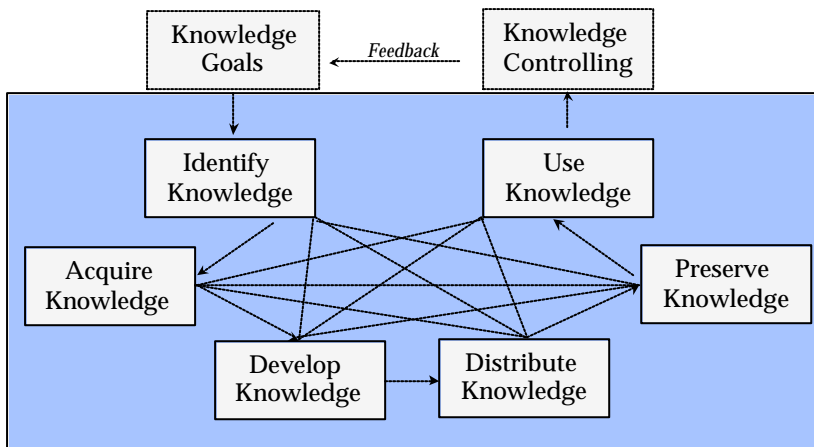 Knowledge
Goals
Feedback
Knowledge
Controlling
Identify
Knowledge
Use
Knowledge
Acquire
Knowledge
Preserve
Knowledge
Develop
Knowledge
Distribute
Knowledge